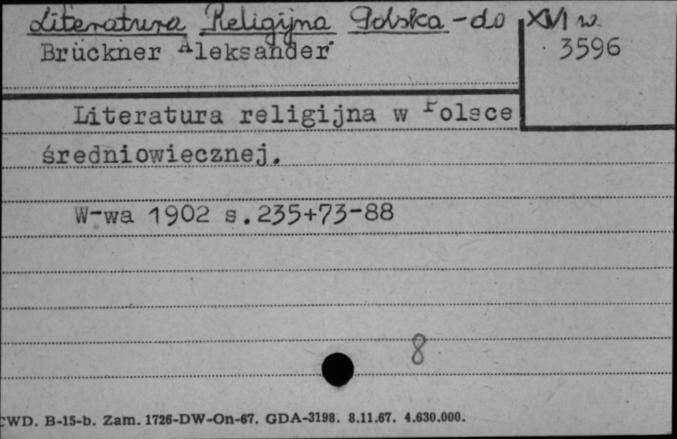 Literatura Religijna Polska - do XVI w.
Brückner Aleksander
3596
Literatura religijna w Polsce
średniowiecznej.
W-wa 1902 s.235+73-88
8
CWD. B-15-b. Zam. 1726-DW-On-67. GDA-3198. 8.11.67. 4.630.000.